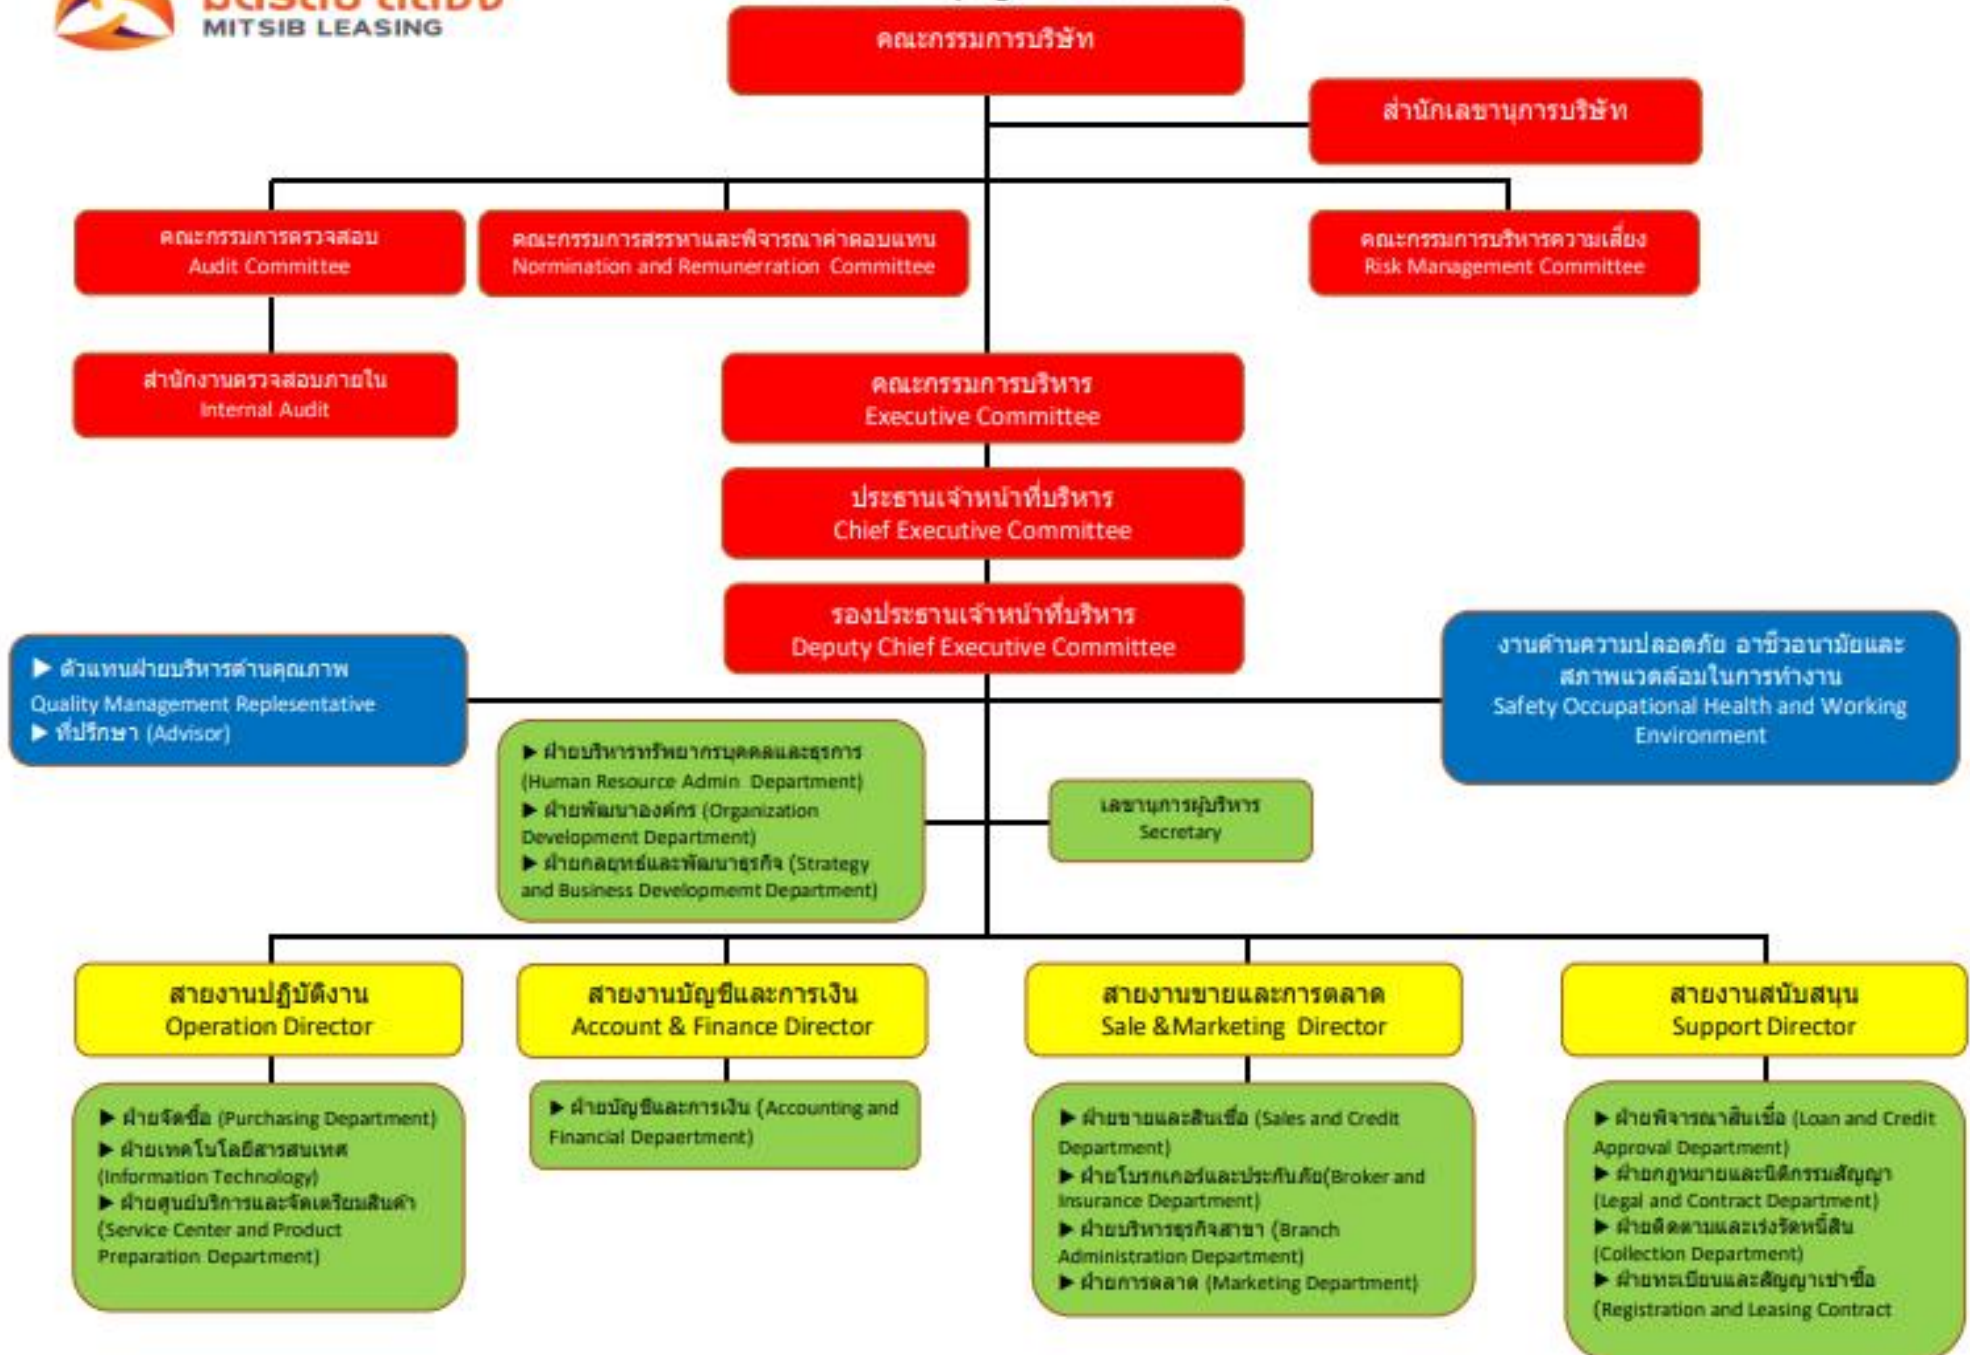 มิตรสิบ ลิสซิ่ง
MITSIB LEASING
คณะกรรมการบริษัท
สำนักเลขานุการบริษัท
คณะกรรมการตรวจสอบ
Audit Committee
คณะกรรมการสรรหาและพิจารณาค่าตอบแทน
Normination and Remunerration Committee
คณะกรรมการบริหารความเสี่ยง
Risk Management Committee
สำนักงานตรวจสอบภายใน
Internal Audit
คณะกรรมการบริหาร
Executive Committee
ประธานเจ้าหน้าที่บริหาร
Chief Executive Committee
รองประธานเจ้าหน้าที่บริหาร
Deputy Chief Executive Committee
▶ ตัวแทนฝ่ายบริหารด้านคุณภาพ
Quality Management Replesentative
▶ ที่ปรึกษา (Advisor)
งานด้านความปลอดภัย อาชีวอนามัยและ
สภาพแวดล้อมในการทำงาน
Safety Occupational Health and Working
Environment
▶ ฝ่ายบริหารทรัพยากรบุคคลและธุรการ
(Human Resource Admin Department)
▶ ฝ่ายพัฒนาองค์กร (Organization
Development Department)
▶ ฝ่ายกลยุทธ์และพัฒนาธุรกิจ (Strategy
and Business Developmemt Department)
เลขานุการผู้บริหาร
Secretary
สายงานปฏิบัติงาน
Operation Director
สายงานบัญชีและการเงิน
Account & Finance Director
สายงานขายและการตลาด
Sale &Marketing Director
สายงานสนับสนุน
Support Director
▶ ฝ่ายจัดซื้อ (Purchasing Department)
▶ ฝ่ายเทคโนโลยีสารสนเทศ
(Information Technology)
▶ ฝ่ายศูนย์บริการและจัดเตรียมสินค้า
(Service Center and Product
Preparation Department)
▶ ฝ่ายบัญชีและการเงิน (Accounting and
Financial Depaertment)
▶ ฝ่ายขายและสินเชื่อ (Sales and Credit
Department)
▶ ฝ่ายโบรกเกอร์และประกันภัย(Broker and
Insurance Department)
▶ ฝ่ายบริหารธุรกิจสาขา (Branch
Administration Department)
▶ ฝ่ายการตลาด (Marketing Department)
▶ ฝ่ายพิจารณาสินเชื่อ (Loan and Credit
Approval Department)
▶ ฝ่ายกฎหมายและนิติกรรมสัญญา
(Legal and Contract Department)
▶ ฝ่ายติดตามและเร่งรัดหนี้สิน
(Collection Department)
▶ ฝ่ายทะเบียนและสัญญาเช่าซื้อ
(Registration and Leasing Contract